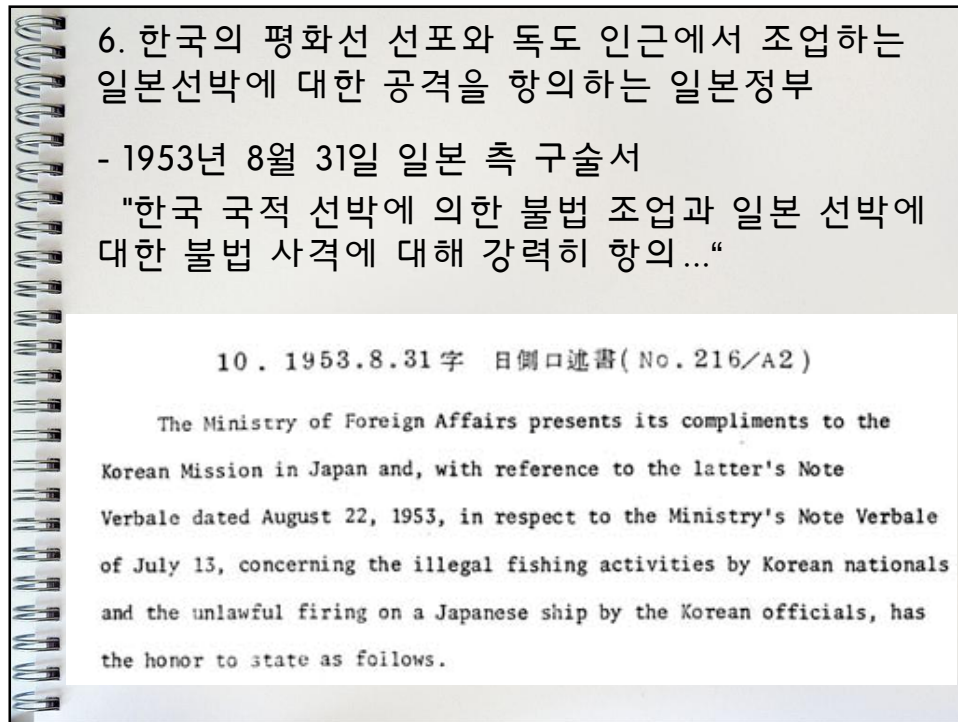 6. 한국의 평화선 선포와 독도 인근에서 조업하는
일본선박에 대한 공격을 항의하는 일본정부
- 1953년 8월 31일 일본 측 구술서
"한국 국적 선박에 의한 불법 조업과 일본 선박에
대한 불법 사격에 대해 강력히 항의..."
10. 1953.8.31字 日側口述書(No.216/A2)
The Ministry of Foreign Affairs presents its compliments to the
Korean Mission in Japan and, with reference to the latter's Note
Verbale dated August 22, 1953, in respect to the Ministry's Note Verbale
of July 13, concerning the illegal fishing activities by Korean nationals
and the unlawful firing on a Japanese ship by the Korean officials, has
the honor to state as follows.